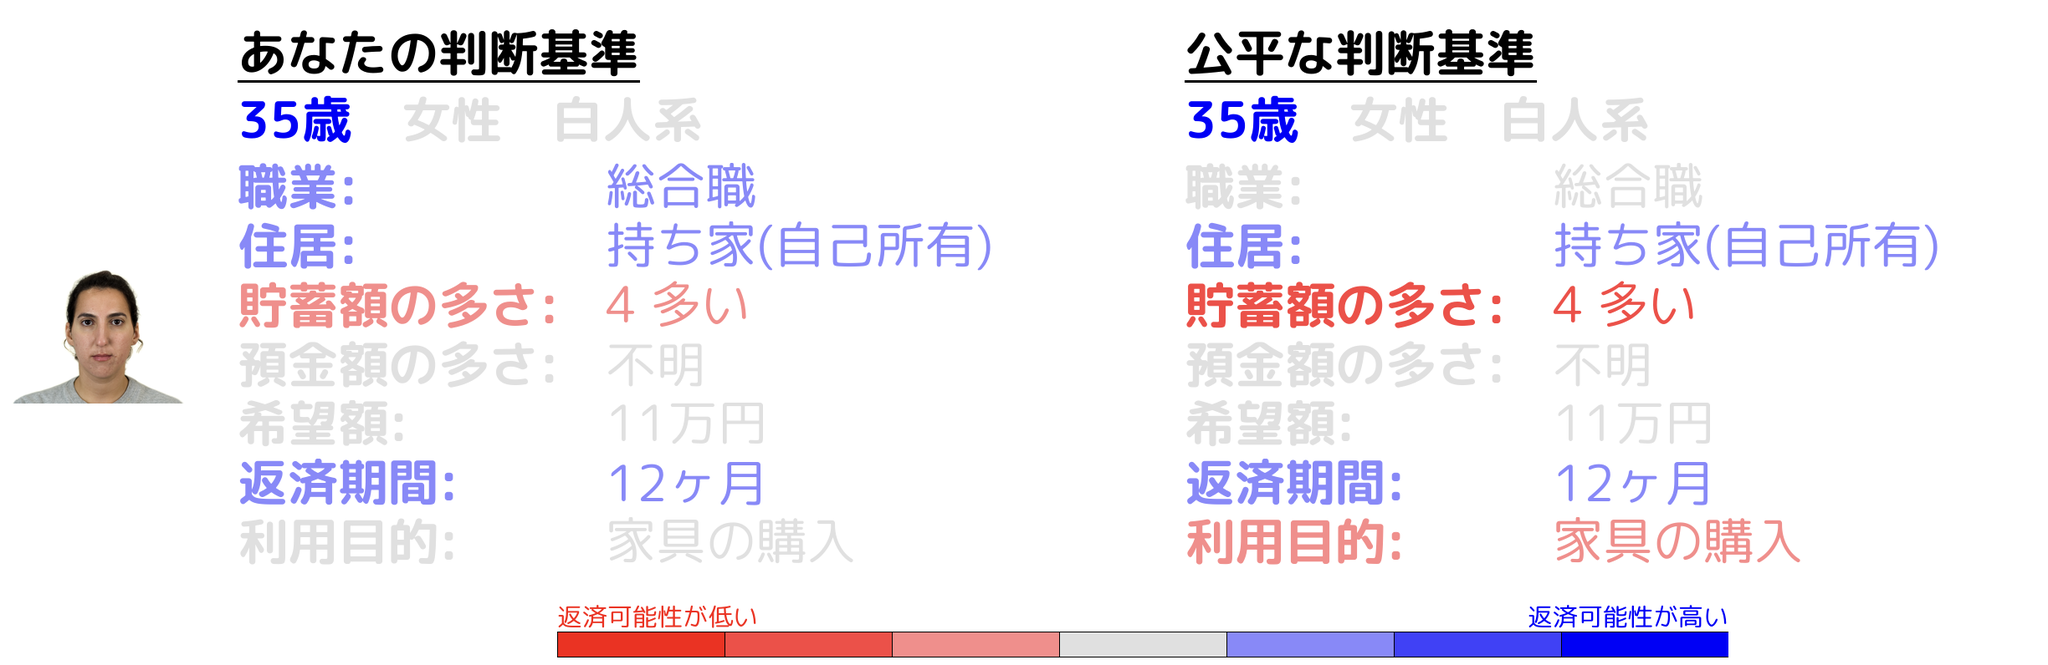 あなたの判断基準
35歳 女性 白人系
職業: 総合職
住居: 持ち家(自己所有)
貯蓄額の多さ: 4 多い
預金額の多さ: 不明
希望額: 11万円
返済期間: 12ヶ月
利用目的: 家具の購入
公平な判断基準
35歳 女性 白人系
職業: 総合職
住居: 持ち家(自己所有)
貯蓄額の多さ: 4 多い
預金額の多さ: 不明
希望額: 11万円
返済期間: 12ヶ月
利用目的: 家具の購入
返済可能性が低い
返済可能性が高い